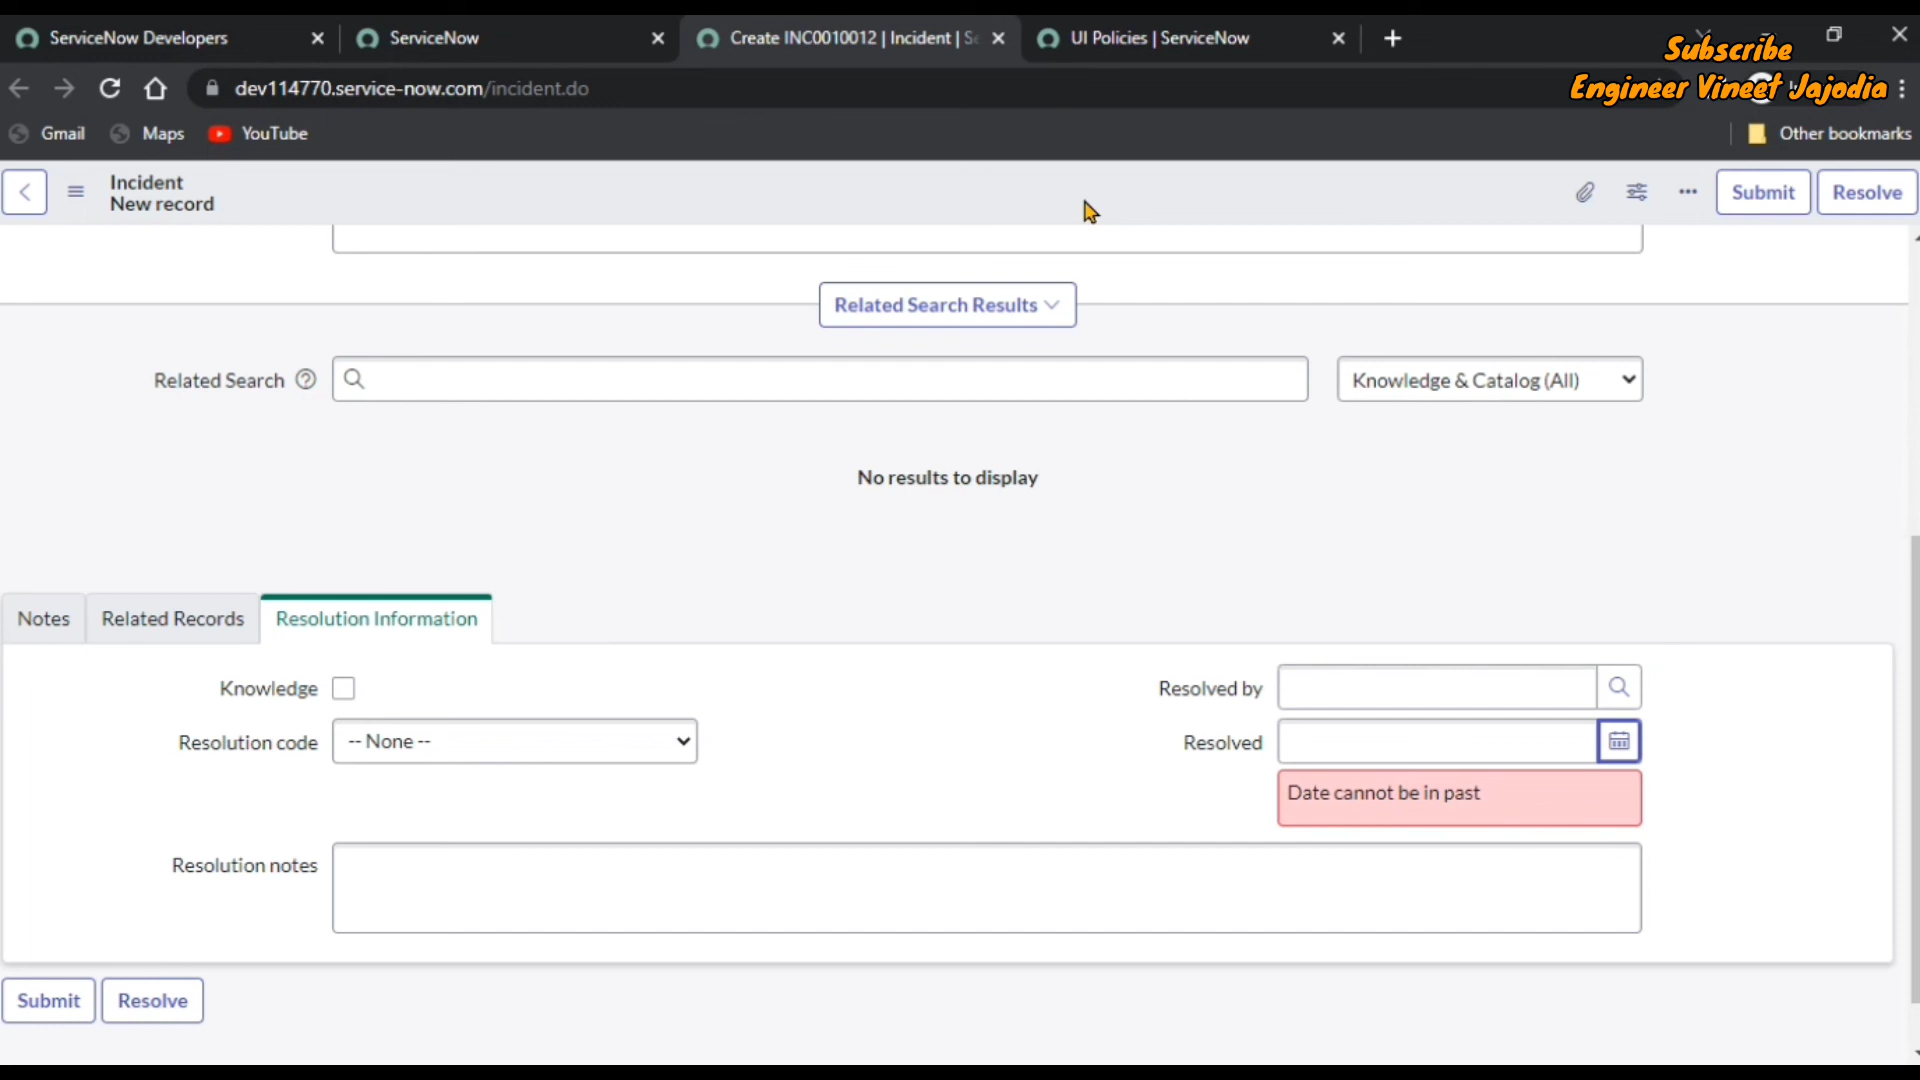 ServiceNow Developers
ServiceNow
Create INC0010012 | Incident | Se
UI Policies | ServiceNow
Subscribe
Engineer Vineet Jajodia
dev114770.service-now.com/incident.do
Gmail
Maps
YouTube
Other bookmarks
Incident
New record
Submit
Resolve
Related Search Results
Related Search
Knowledge & Catalog (All)
No results to display
Notes
Related Records
Resolution Information
Knowledge
Resolved by
Resolution code
-- None --
Resolved
Date cannot be in past
Resolution notes
Submit
Resolve